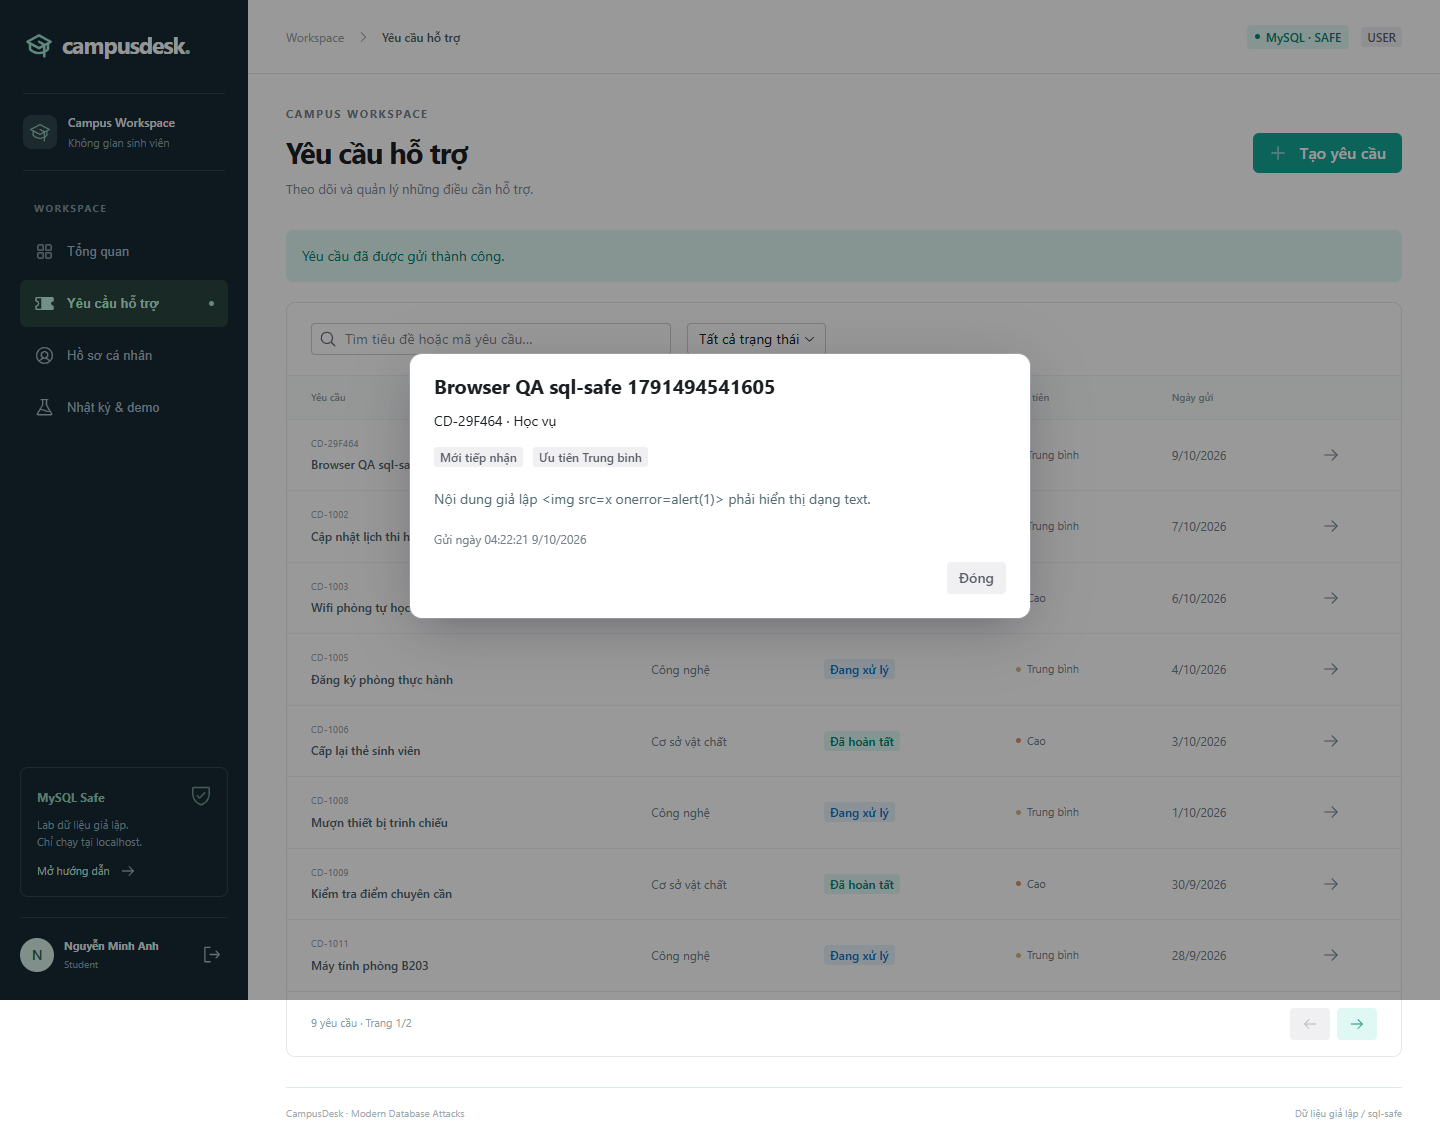 campusdesk.
Campus Workspace
Không gian sinh viên
WORKSPACE
Tổng quan
Yêu cầu hỗ trợ
Hồ sơ cá nhân
Nhật ký & demo
MySQL Safe
Lab dữ liệu giả lập.
Chỉ chạy tại localhost.
Mở hướng dẫn
N
Nguyễn Minh Anh
Student
Workspace
Yêu cầu hỗ trợ
MySQL · SAFE
USER
CAMPUS WORKSPACE
Yêu cầu hỗ trợ
Theo dõi và quản lý những điều cần hỗ trợ.
Tạo yêu cầu
Yêu cầu đã được gửi thành công.
Tìm tiêu đề hoặc mã yêu cầu...
Tất cả trạng thái
Browser QA sql-safe 1791494541605
CD-29F464 · Học vụ
Mới tiếp nhận
Ưu tiên Trung bình
Nội dung giả lập <img src=x onerror=alert(1)> phải hiển thị dạng text.
Gửi ngày 04:22:21 9/10/2026
Đóng
Yêu cầu tiên Ngày gửi
CD-29F464
Browser QA sql-sa Trung bình 9/10/2026
CD-1002
Cập nhật lịch thi h Trung bình 7/10/2026
CD-1003
Wifi phòng tự học Cao 6/10/2026
CD-1005
Đăng ký phòng thực hành Công nghệ Đang xử lý Trung bình 4/10/2026
CD-1006
Cấp lại thẻ sinh viên Cơ sở vật chất Đã hoàn tất Cao 3/10/2026
CD-1008
Mượn thiết bị trình chiếu Công nghệ Đang xử lý Trung bình 1/10/2026
CD-1009
Kiểm tra điểm chuyên cần Cơ sở vật chất Đã hoàn tất Cao 30/9/2026
CD-1011
Máy tính phòng B203 Công nghệ Đang xử lý Trung bình 28/9/2026
9 yêu cầu · Trang 1/2
CampusDesk · Modern Database Attacks
Dữ liệu giả lập / sql-safe